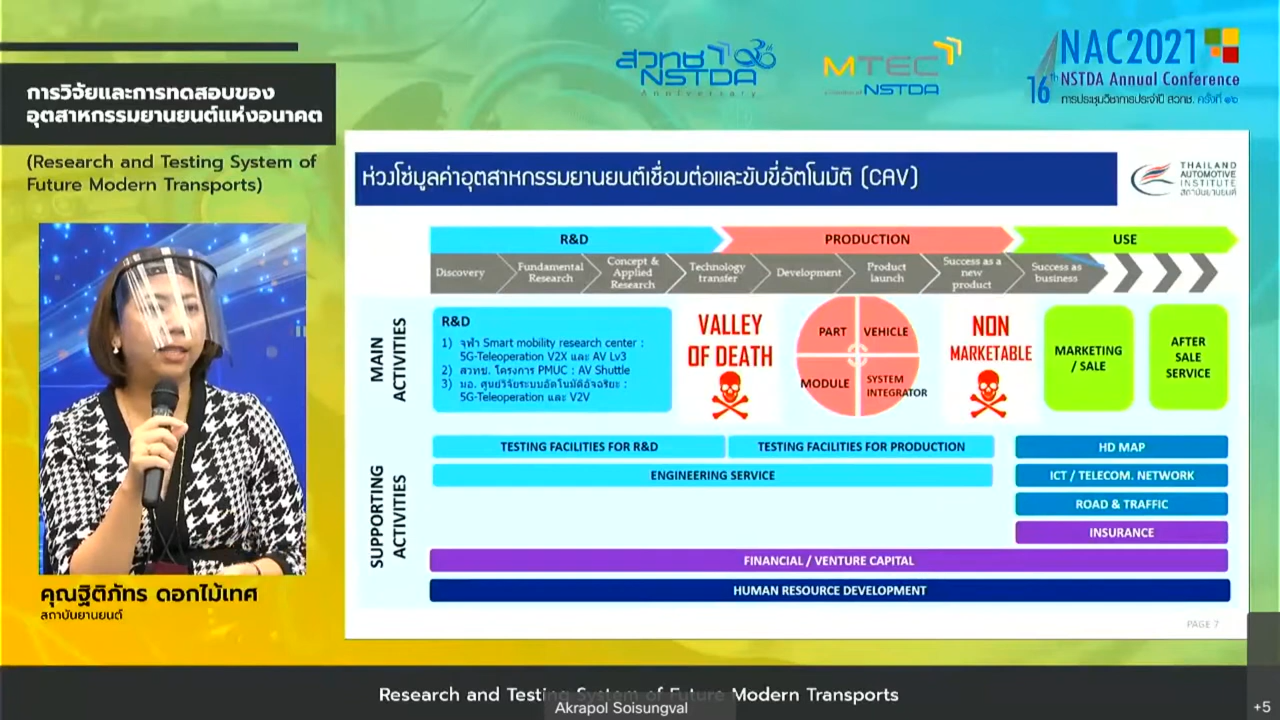 สวทช
NSTDA
Anniversary
MTEC
NSTDA
NAC2021
16th NSTDA Annual Conference
การประชุมวิชาการประจำปี สวทช. ครั้งที่ ๑๖
การวิจัยและการทดสอบของ
อุตสาหกรรมยานยนต์แห่งอนาคต
(Research and Testing System of
Future Modern Transports)
ห่วงโซ่มูลค่าอุตสาหกรรมยานยนต์เชื่อมต่อและขับขี่อัตโนมัติ (CAV)
THAILAND
AUTOMOTIVE
INSTITUTE
สถาบันยานยนต์
R&D
PRODUCTION
USE
Discovery
Fundamental
Research
Concept &
Applied
Research
Technology
transfer
Development
Product
launch
Success as a
new
product
Success as
business
MAIN
ACTIVITIES
R&D
1) จุฬา Smart mobility research center :
5G-Teleoperation V2X และ AV Lv3
2) สวทช. โครงการ PMUC : AV Shuttle
3) มอ. ศูนย์วิจัยระบบอัตโนมัติอัจฉริยะ :
5G-Teleoperation และ V2V
VALLEY
OF DEATH
PART
VEHICLE
MODULE
SYSTEM
INTEGRATOR
NON
MARKETABLE
MARKETING
/ SALE
AFTER
SALE
SERVICE
SUPPORTING
ACTIVITIES
TESTING FACILITIES FOR R&D
TESTING FACILITIES FOR PRODUCTION
HD MAP
ENGINEERING SERVICE
ICT / TELECOM. NETWORK
ROAD & TRAFFIC
INSURANCE
FINANCIAL / VENTURE CAPITAL
HUMAN RESOURCE DEVELOPMENT
PAGE 7
คุณฐิติภัทร ดอกไม้เทศ
สถาบันยานยนต์
Research and Testing System of Future Modern Transports
Akrapol Soisungval
+5